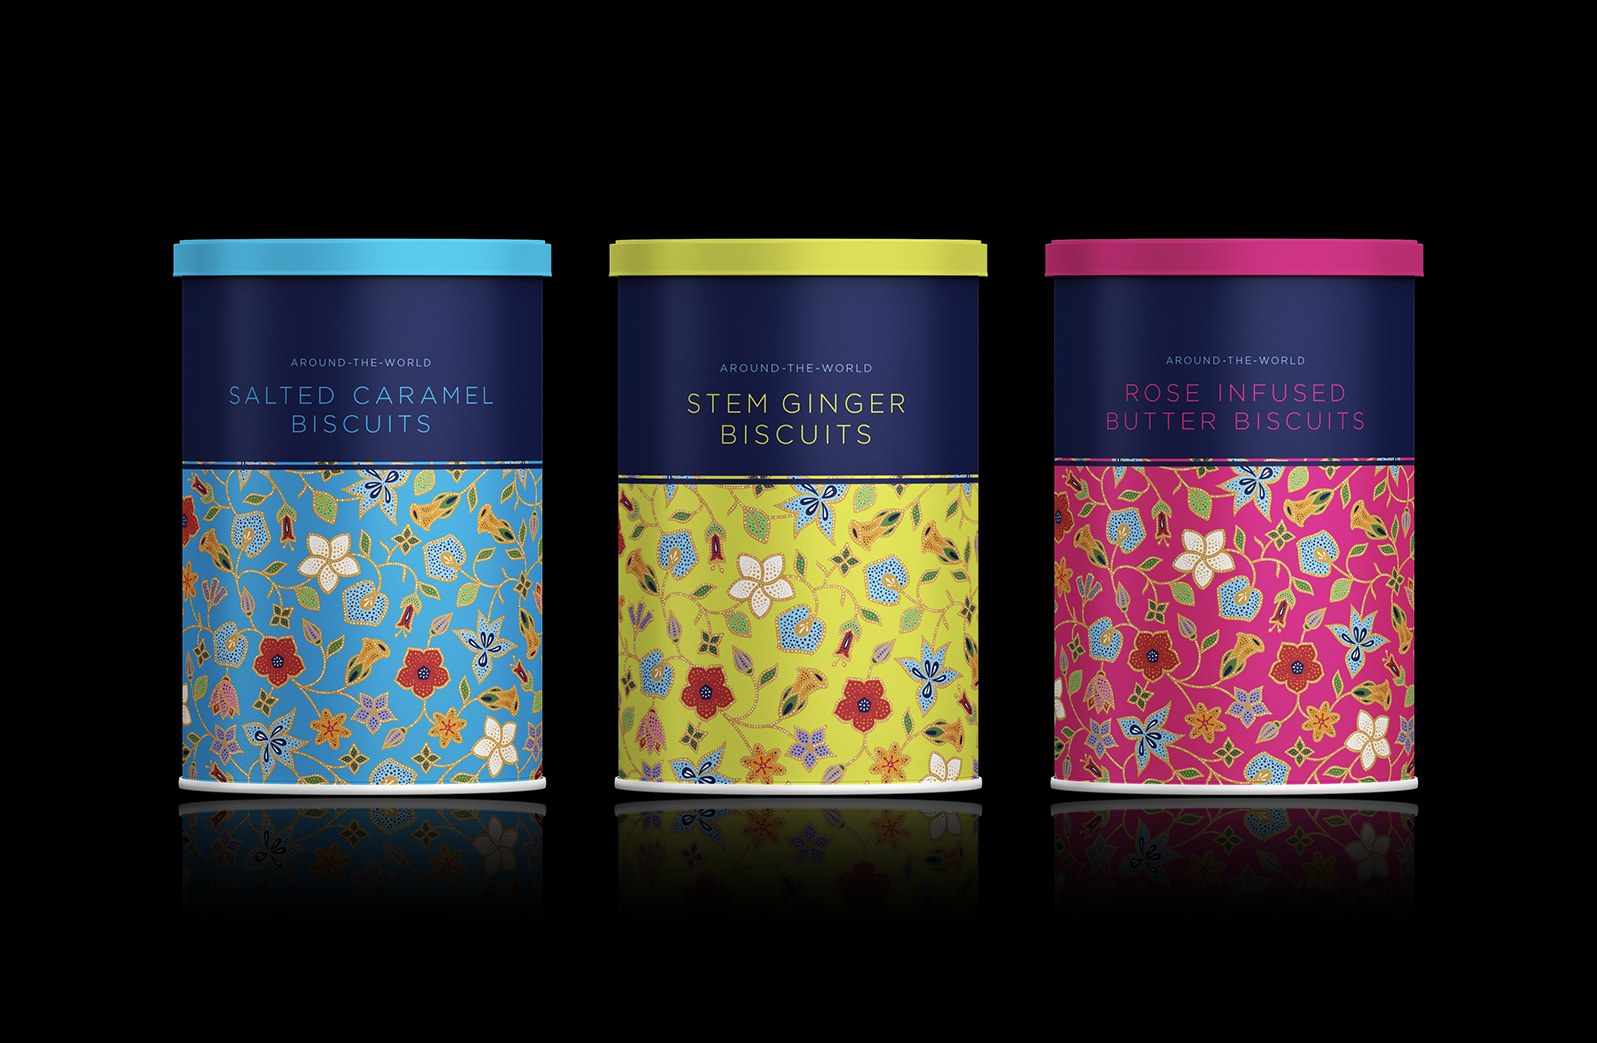 AROUND-THE-WORLD
SALTED CARAMEL
BISCUITS
AROUND-THE-WORLD
STEM GINGER
BISCUITS
AROUND-THE-WORLD
ROSE INFUSED
BUTTER BISCUITS